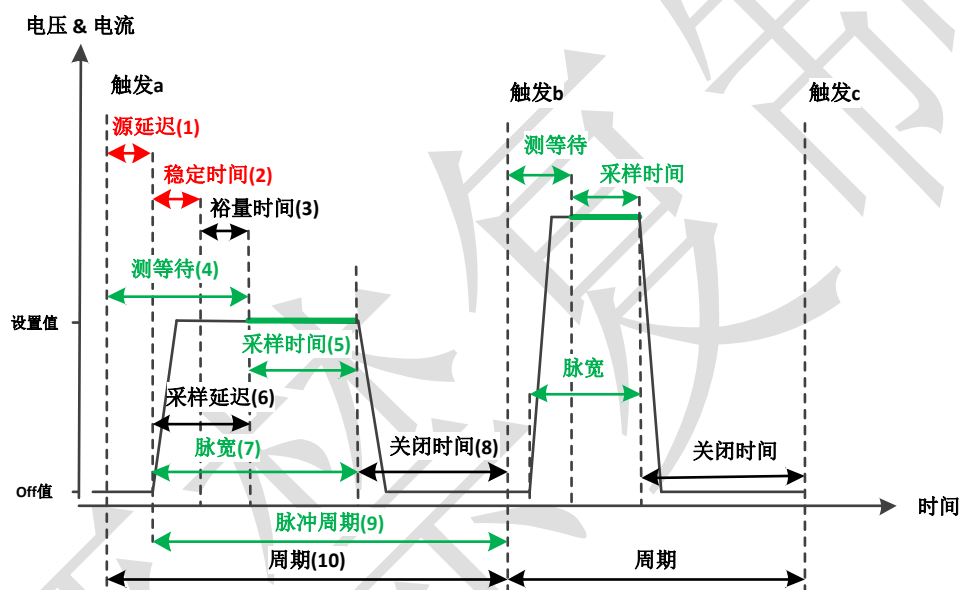 电压 & 电流
触发a
触发b
触发c
源延迟(1)
测等待
稳定时间(2)
采样时间
裕量时间(3)
测等待(4)
设置值
采样时间(5)
脉宽
采样延迟(6)
脉宽(7)
关闭时间(8)
关闭时间
Off值
时间
脉冲周期(9)
周期(10)
周期